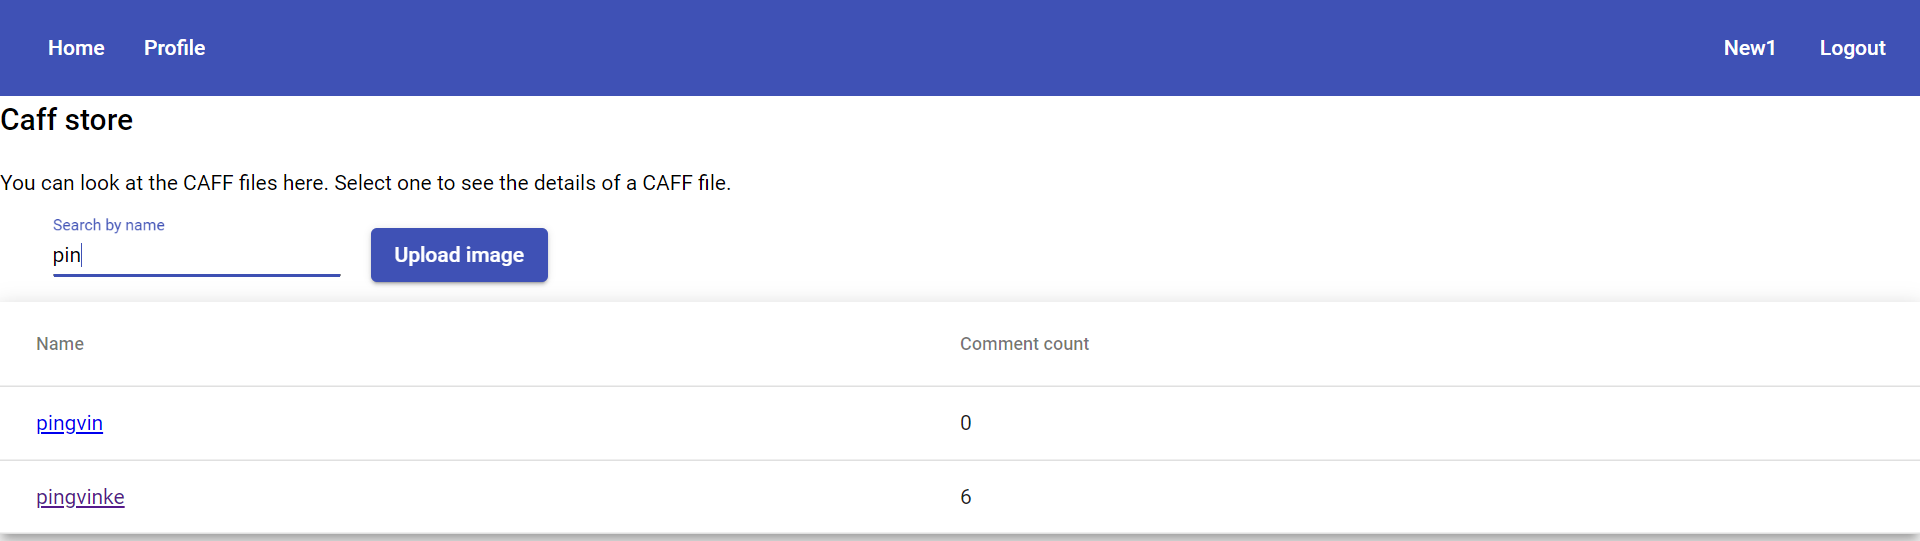 Home Profile New1 Logout
Caff store
You can look at the CAFF files here. Select one to see the details of a CAFF file.
Search by name
pin
Upload image
Name Comment count
pingvin 0
pingvinke 6